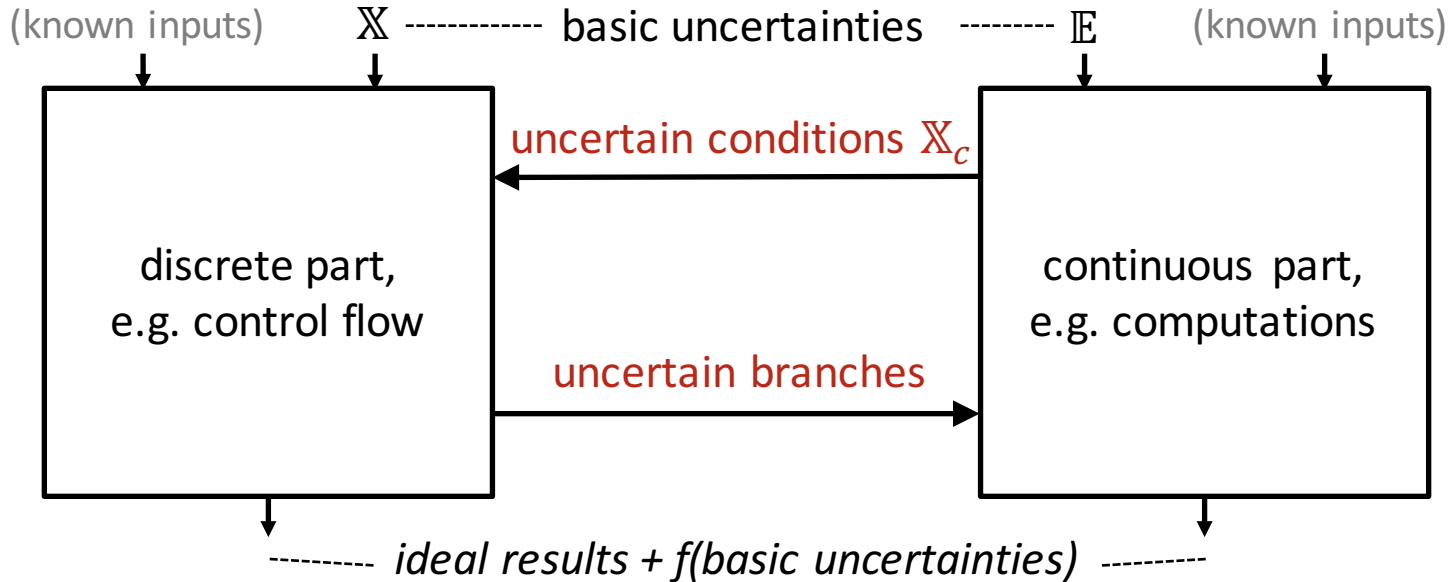 (known inputs) 𝕏 basic uncertainties 𝔼 (known inputs)
uncertain conditions 𝕏c
discrete part,
e.g. control flow
continuous part,
e.g. computations
uncertain branches
ideal results + f(basic uncertainties)